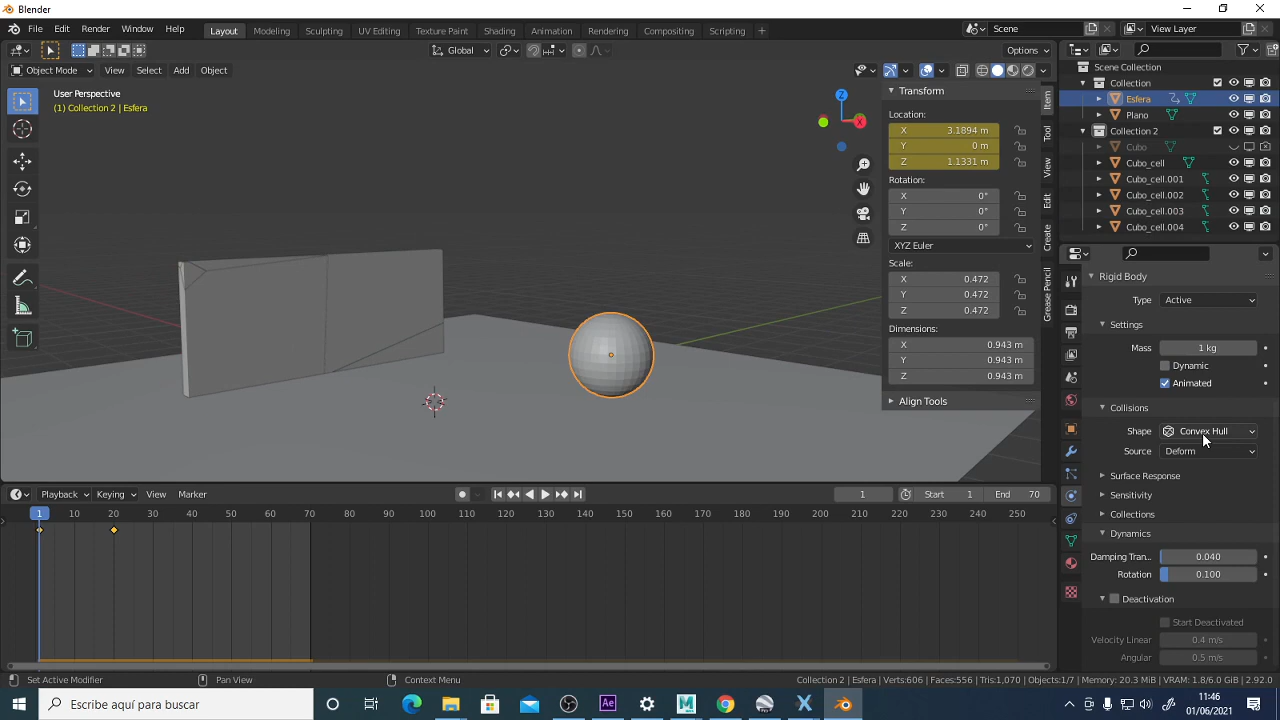 Blender
File Edit Render Window Help Layout Modeling Sculpting UV Editing Texture Paint Shading Animation Rendering Compositing Scripting + Scene View Layer
Global Options
Object Mode View Select Add Object
User Perspective
(1) Collection 2 | Esfera
Z
X
Transform
Location:
X 3.1894 m
Y 0 m
Z 1.1331 m
Rotation:
X 0°
Y 0°
Z 0°
XYZ Euler
Scale:
X 0.472
Y 0.472
Z 0.472
Dimensions:
X 0.943 m
Y 0.943 m
Z 0.943 m
Align Tools
Item
Tool
View
Edit
Create
Grease Pencil
Scene Collection
Collection
Esfera
Plano
Collection 2
Cubo
Cubo_cell
Cubo_cell.001
Cubo_cell.002
Cubo_cell.003
Cubo_cell.004
Rigid Body
Type Active
Settings
Mass 1 kg
Dynamic
Animated
Collisions
Shape Convex Hull
Source Deform
Surface Response
Sensitivity
Collections
Dynamics
Damping Tran... 0.040
Rotation 0.100
Deactivation
Start Deactivated
Velocity Linear 0.4 m/s
Angular 0.5 m/s
Playback Keying View Marker 1 Start 1 End 70
1 10 20 30 40 50 60 70 80 90 100 110 120 130 140 150 160 170 180 190 200 210 220 230 240 250
Set Active Modifier Pan View Context Menu Collection 2 | Esfera | Verts:606 | Faces:556 | Tris:1,070 | Objects:1/7 | Memory: 20.3 MiB | VRAM: 1.8/6.0 GiB | 2.92.0
Escribe aquí para buscar
Ae
M
X
11:46
01/06/2021